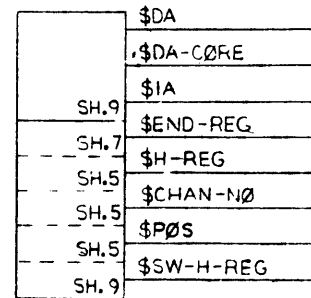 $DA
$DA-CØRE
$IA
SH.9
$END-REG
SH.7
$H-REG
SH.5
$CHAN-NØ
SH.5
$PØS
SH.5
$SW-H-REG
SH.9